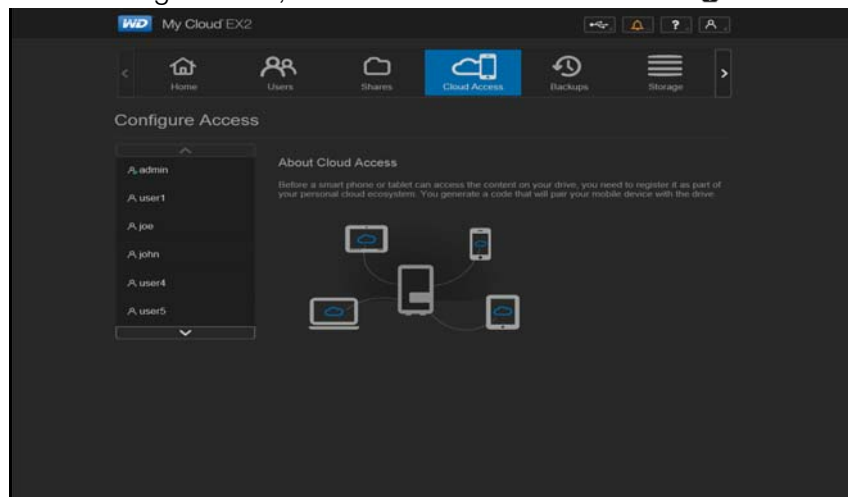 WD My Cloud EX2
?
Home Users Shares Cloud Access Backups Storage
Configure Access
admin
user1
joe
john
user4
user5
About Cloud Access
Before a smart phone or tablet can access the content on your drive, you need to register it as part of
your personal cloud ecosystem. You generate a code that will pair your mobile device with the drive